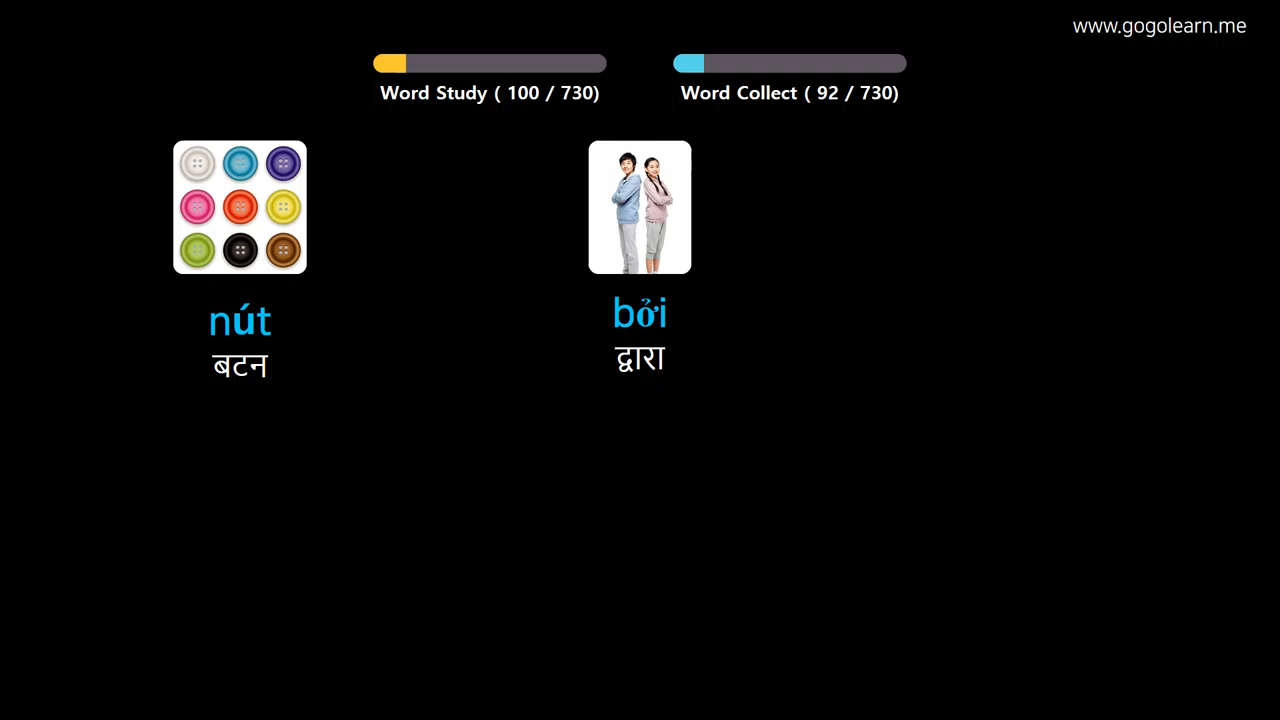 www.gogolearn.me
Word Study ( 100 / 730)
Word Collect ( 92 / 730)
nút
बटन
bởi
द्वारा